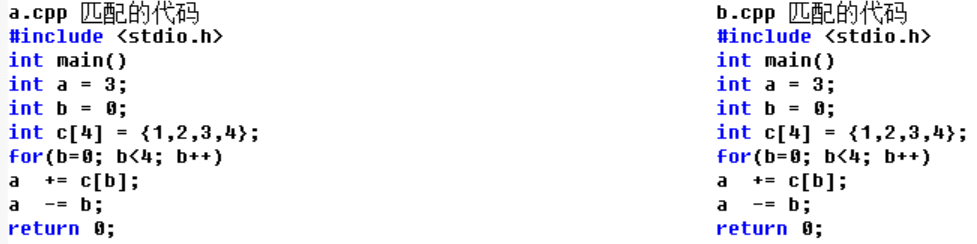 a.cpp 匹配的代码
#include <stdio.h>
int main()
int a = 3;
int b = 0;
int c[4] = {1,2,3,4};
for(b=0; b<4; b++)
a  += c[b];
a  -= b;
return 0;
b.cpp 匹配的代码
#include <stdio.h>
int main()
int a = 3;
int b = 0;
int c[4] = {1,2,3,4};
for(b=0; b<4; b++)
a  += c[b];
a  -= b;
return 0;